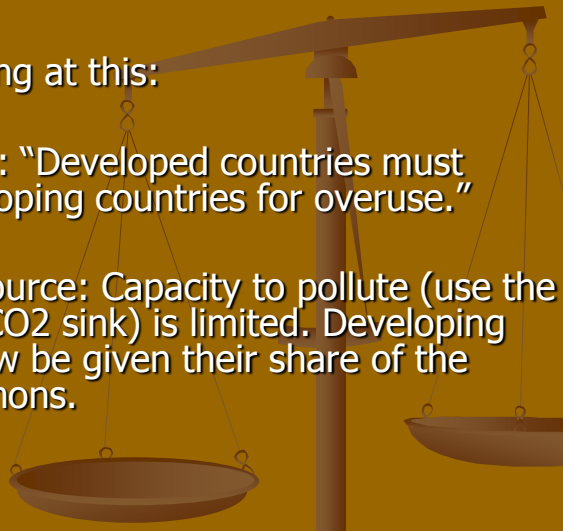 ng at this:
: “Developed countries must
oping countries for overuse.”
ource: Capacity to pollute (use the
CO2 sink) is limited. Developing
w be given their share of the
nons.